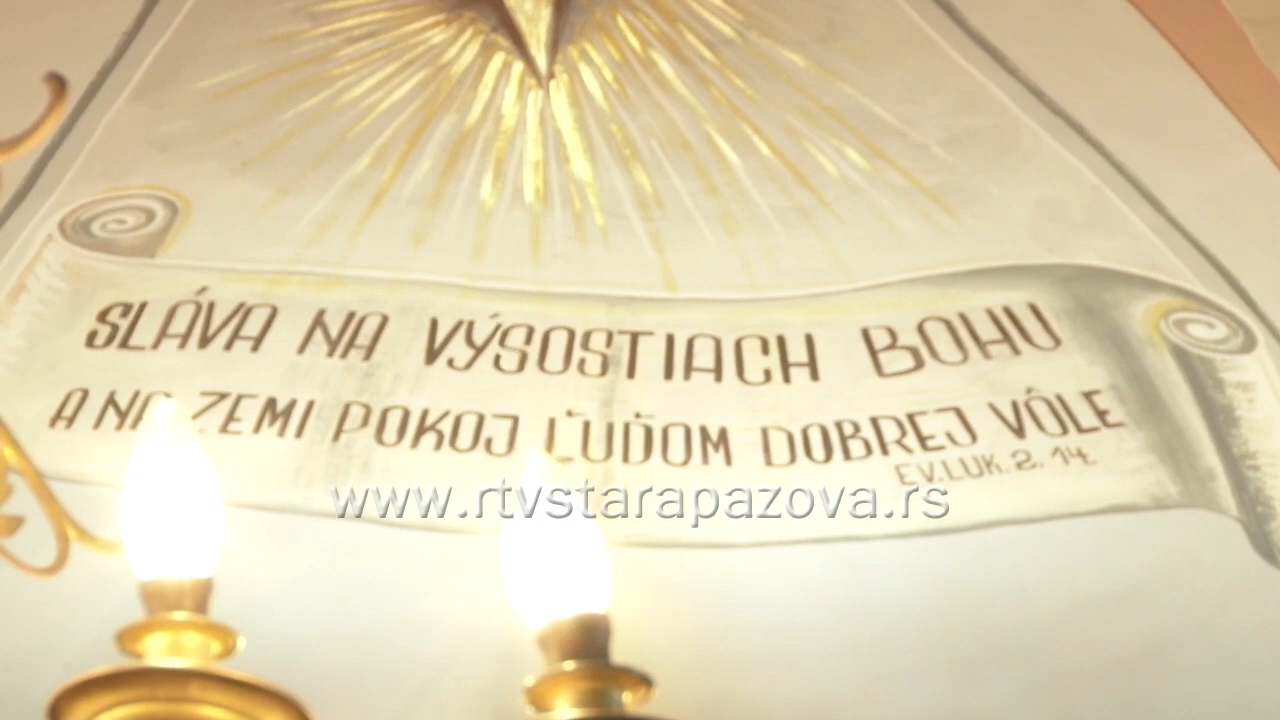 SLÁVA NA VÝSOSTIACH BOHU
A NA ZEMI POKOJ ĽUĎOM DOBREJ VÔLE
EV. LUK. 2. 14.
www.rtvstarapazova.rs